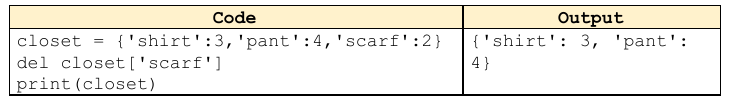 Code Output
closet = {'shirt':3,'pant':4,'scarf':2} {'shirt': 3, 'pant':
del closet['scarf'] 4}
print(closet)